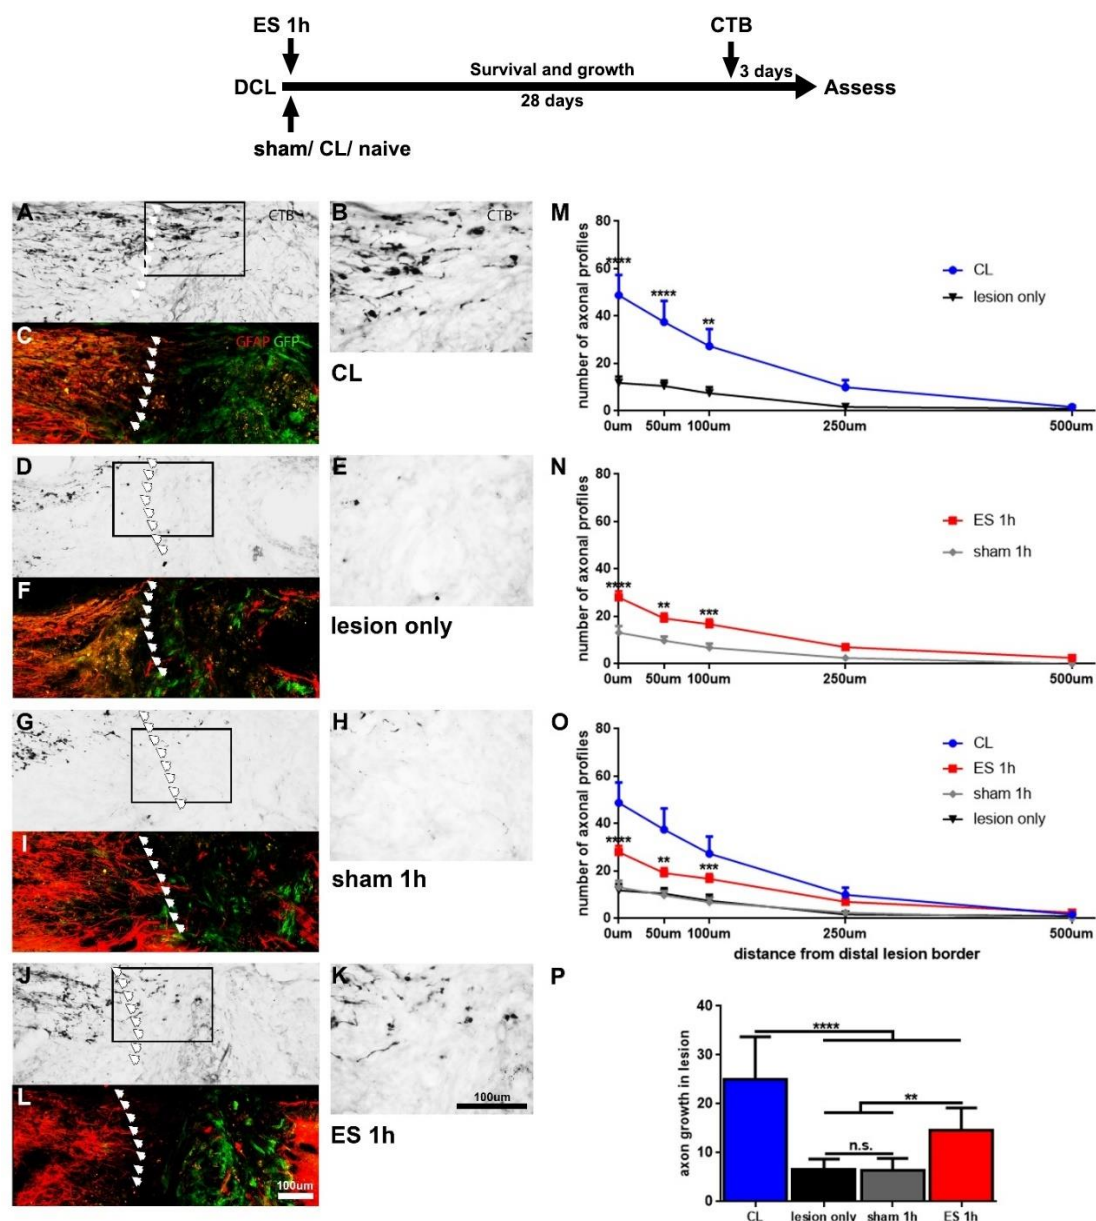 ES 1h
CTB
DCL
Survival and growth
3 days
Assess
28 days
sham/ CL/ naive
A
CTB
B
CTB
C
GFAP GFP
CL
D
E
F
lesion only
G
H
I
sham 1h
J
K
100um
L
100um
ES 1h
M
number of axonal profiles
80
60
40
20
0
****
****
**
CL
lesion only
0um 50um 100um 250um 500um
N
number of axonal profiles
80
60
40
20
0
****
**
***
ES 1h
sham 1h
0um 50um 100um 250um 500um
O
number of axonal profiles
80
60
40
20
0
****
**
***
CL
ES 1h
sham 1h
lesion only
0um 50um 100um 250um 500um
distance from distal lesion border
P
axon growth in lesion
40
30
20
10
0
****
**
n.s.
CL lesion only sham 1h ES 1h